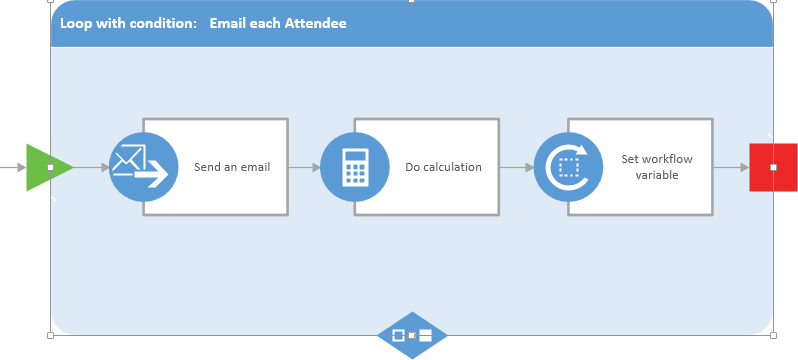 Loop with condition: Email each Attendee
Send an email
Do calculation
Set workflow
variable